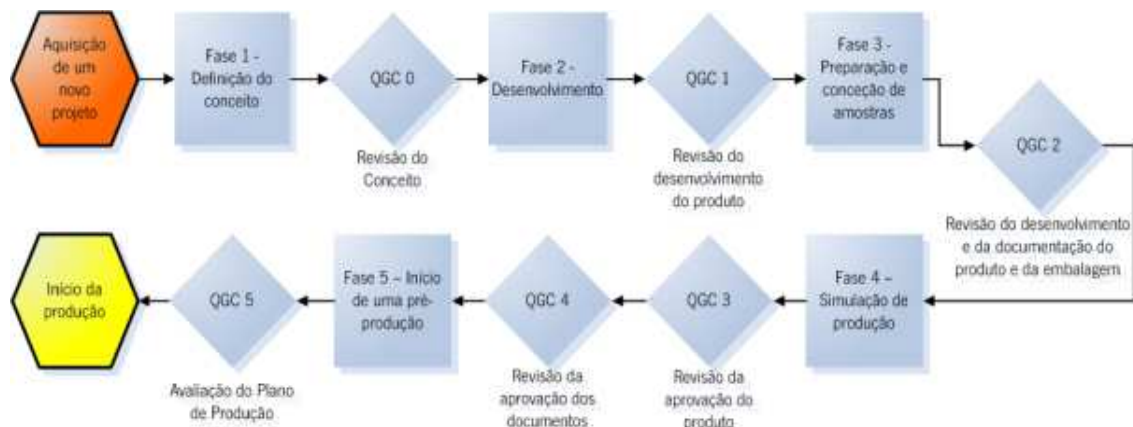 Aquisição
de um
novo
projeto
Fase 1 -
Definição do
conceito
QGC 0
Revisão do
Conceito
Fase 2 -
Desenvolvimento
QGC 1
Revisão do
desenvolvimento
do produto
Fase 3 -
Preparação e
conceção de
amostras
QGC 2
Revisão do desenvolvimento
e da documentação do
produto e da embalagem
Fase 4 –
Simulação de
produção
QGC 3
Revisão da
aprovação do
produto
QGC 4
Revisão da
aprovação dos
documentos
Fase 5 – Início
de uma pré-
produção
QGC 5
Avaliação do Plano
de Produção
Início da
produção